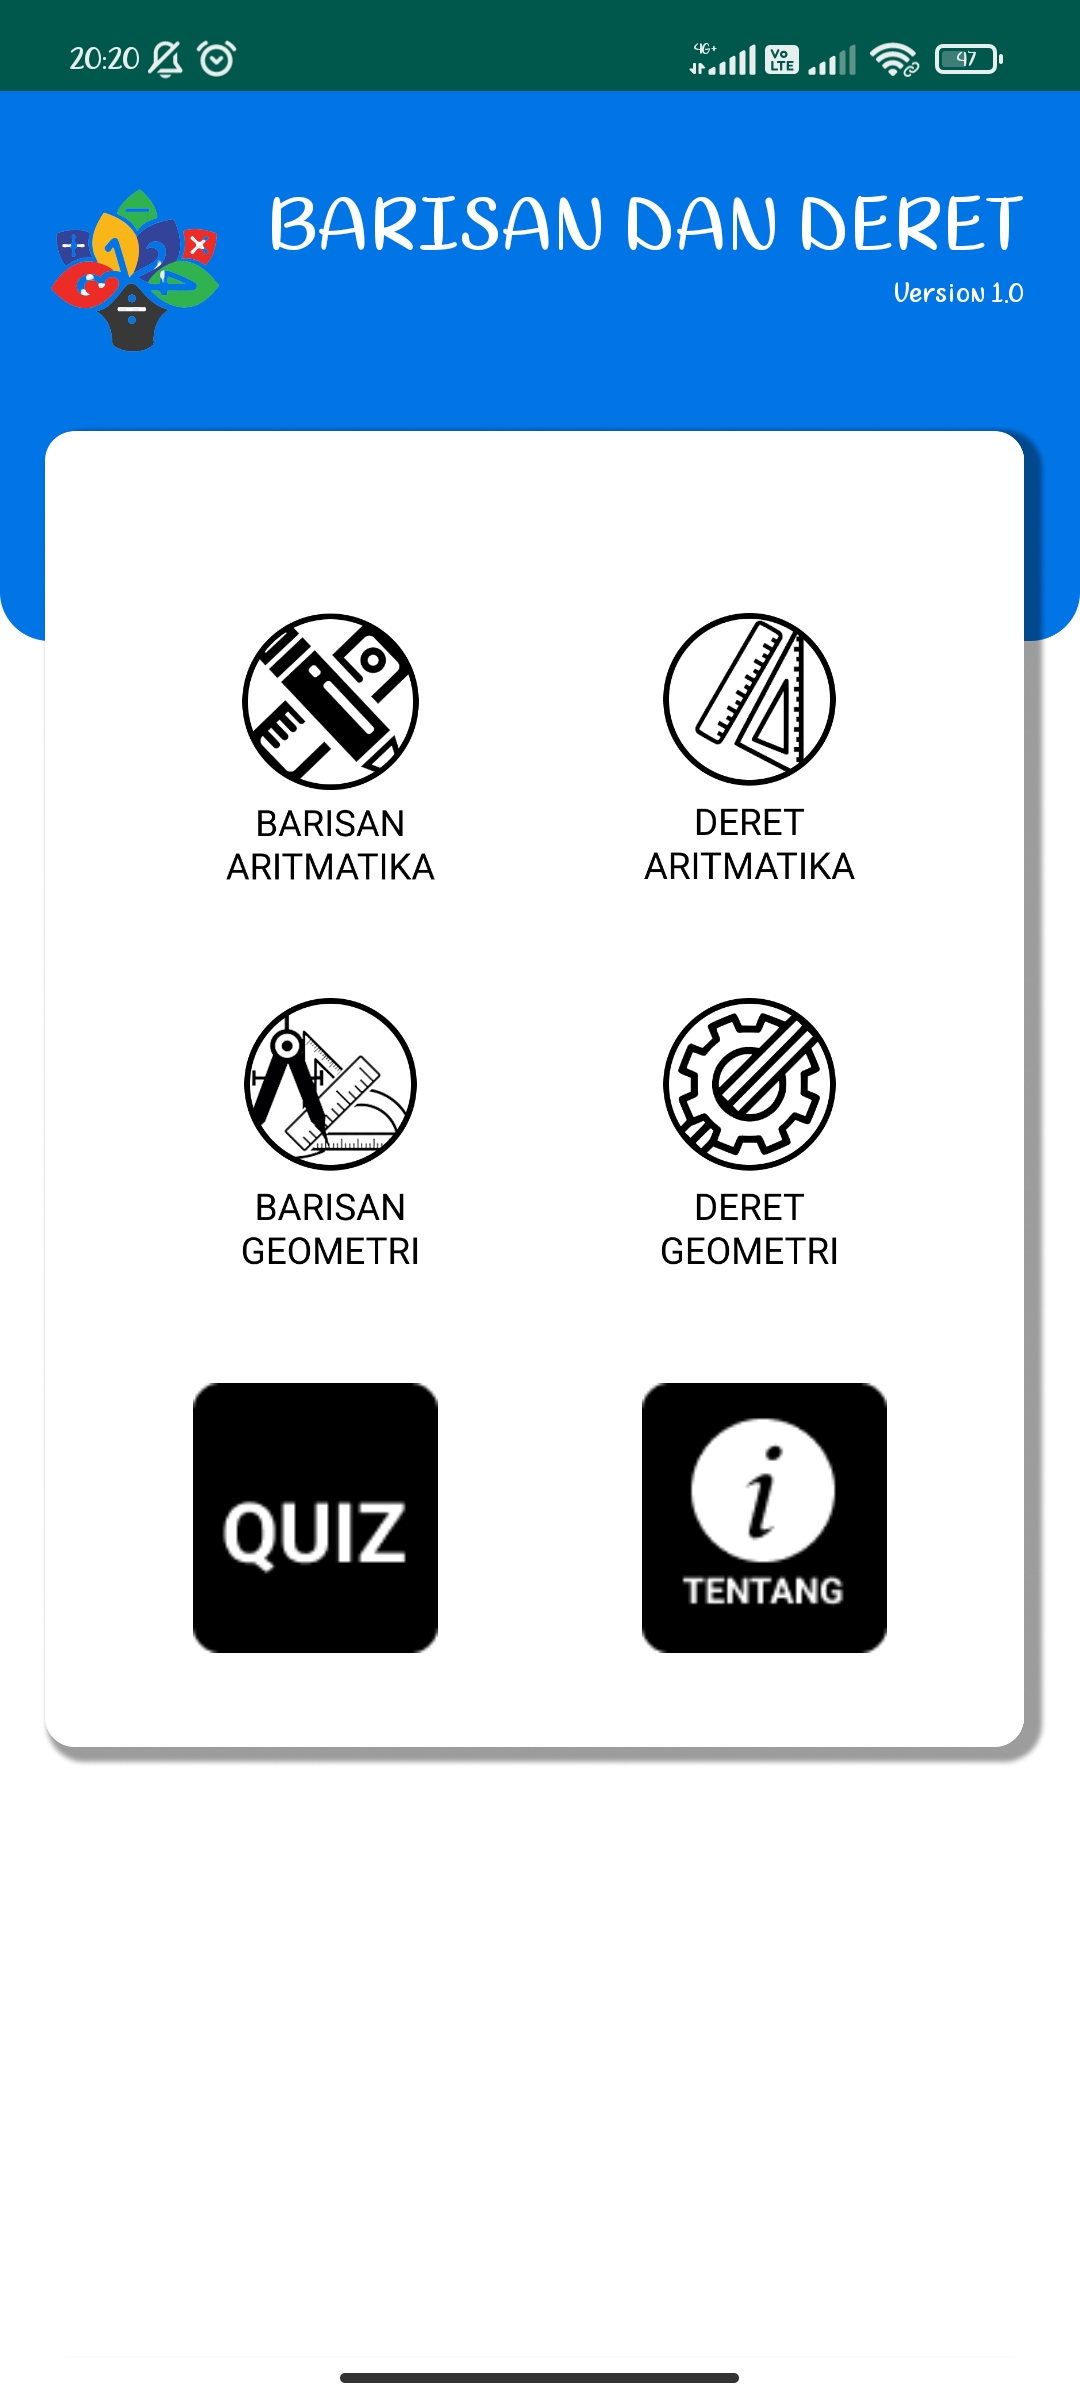 20:20
4G+
Vo
LTE
47
BARISAN DAN DERET
Version 1.0
BARISAN
ARITMATIKA
DERET
ARITMATIKA
BARISAN
GEOMETRI
DERET
GEOMETRI
QUIZ
i
TENTANG